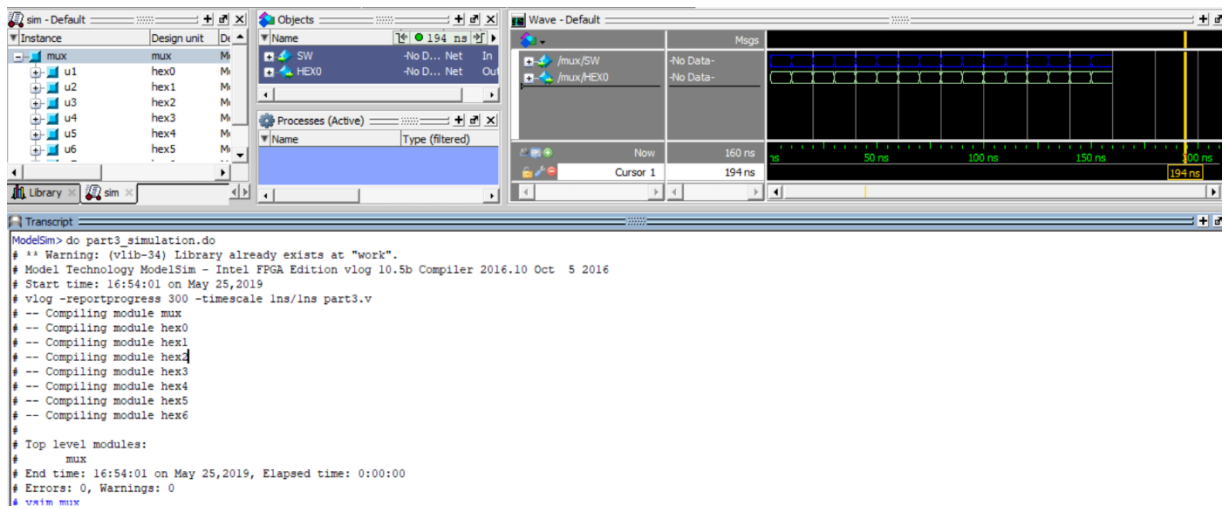 sim - Default
Instance Design unit De
mux mux M
u1 hex0 M
u2 hex1 M
u3 hex2 M
u4 hex3 M
u5 hex4 M
u6 hex5 M
Library sim
Objects
Name 194 ns
SW -No D... Net In
HEX0 -No D... Net Out
Processes (Active)
Name Type (filtered)
Wave - Default
Msgs
/mux/SW -No Data-
/mux/HEX0 -No Data-
Now 160 ns ns 50 ns 100 ns 150 ns 00 ns
Cursor 1 194 ns 194 ns
Transcript
ModelSim> do part3_simulation.do
# ** Warning: (vlib-34) Library already exists at "work".
# Model Technology ModelSim - Intel FPGA Edition vlog 10.5b Compiler 2016.10 Oct 5 2016
# Start time: 16:54:01 on May 25,2019
# vlog -reportprogress 300 -timescale 1ns/1ns part3.v
# -- Compiling module mux
# -- Compiling module hex0
# -- Compiling module hex1
# -- Compiling module hex2
# -- Compiling module hex3
# -- Compiling module hex4
# -- Compiling module hex5
# -- Compiling module hex6
#
# Top level modules:
# mux
# End time: 16:54:01 on May 25,2019, Elapsed time: 0:00:00
# Errors: 0, Warnings: 0
# vsim mux